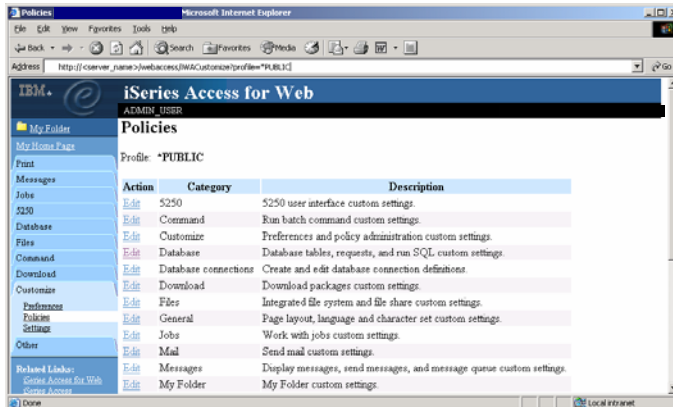 Policies Microsoft Internet Explorer
File Edit View Favorites Tools Help
Back Search Favorites Media
Address http://<server_name>/webaccess/iWACustomize?profile=*PUBLIC Go
IBM. iSeries Access for Web
ADMIN_USER
My Folder
My Home Page
Print
Messages
Jobs
5250
Database
Files
Command
Download
Customize
Preferences
Policies
Settings
Other
Related Links:
iSeries Access for Web
iSeries Access
Policies
Profile: *PUBLIC
Action Category Description
Edit 5250 5250 user interface custom settings.
Edit Command Run batch command custom settings.
Edit Customize Preferences and policy administration custom settings.
Edit Database Database tables, requests, and run SQL custom settings.
Edit Database connections Create and edit database connection definitions.
Edit Download Download packages custom settings.
Edit Files Integrated file system and file share custom settings.
Edit General Page layout, language and character set custom settings.
Edit Jobs Work with jobs custom settings.
Edit Mail Send mail custom settings.
Edit Messages Display messages, send messages, and message queue custom settings.
Edit My Folder My Folder custom settings.
Done Local intranet